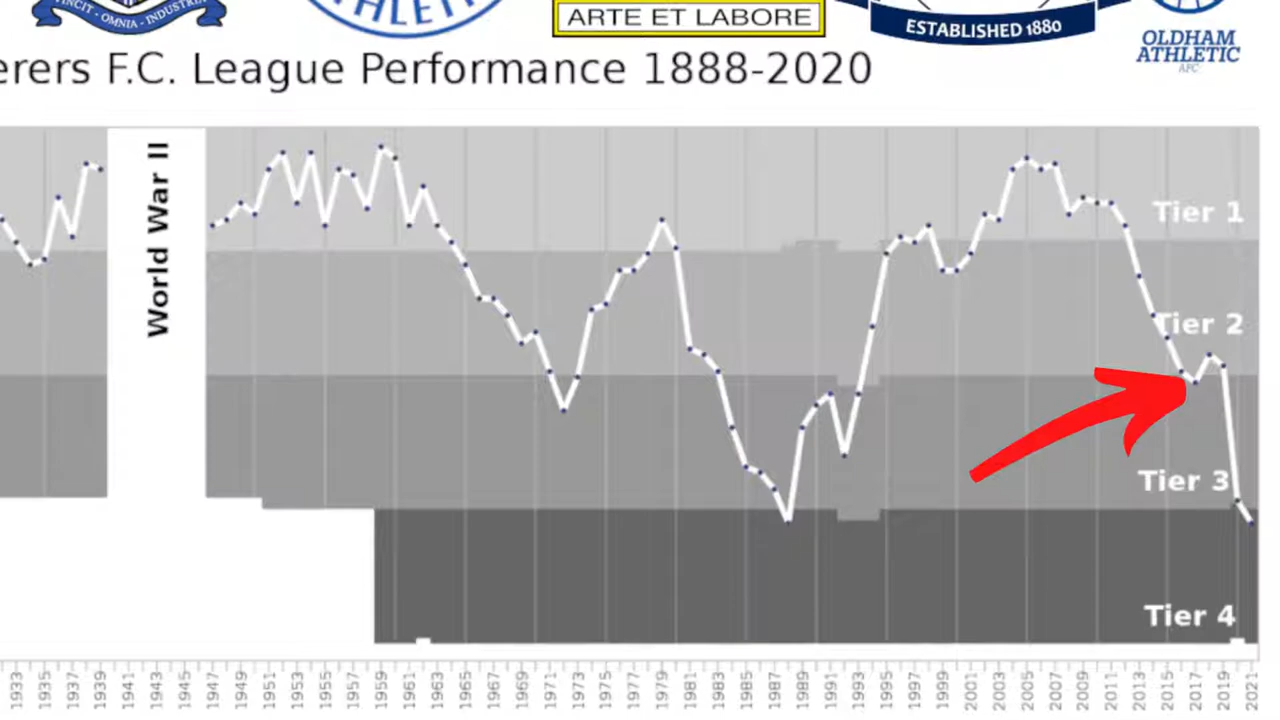 VINCIT · OMNIA · INDUSTRIA
ATHLETIC
ARTE ET LABORE
ESTABLISHED 1880
OLDHAM
ATHLETIC
AFC
erers F.C. League Performance 1888-2020
World War II
Tier 1
Tier 2
Tier 3
Tier 4
1933 1935 1937 1939 1941 1943 1945 1947 1949 1951 1953 1955 1957 1959 1961 1963 1965 1967 1969 1971 1973 1975 1977 1979 1981 1983 1985 1987 1989 1991 1993 1995 1997 1999 2001 2003 2005 2007 2009 2011 2013 2015 2017 2019 2021